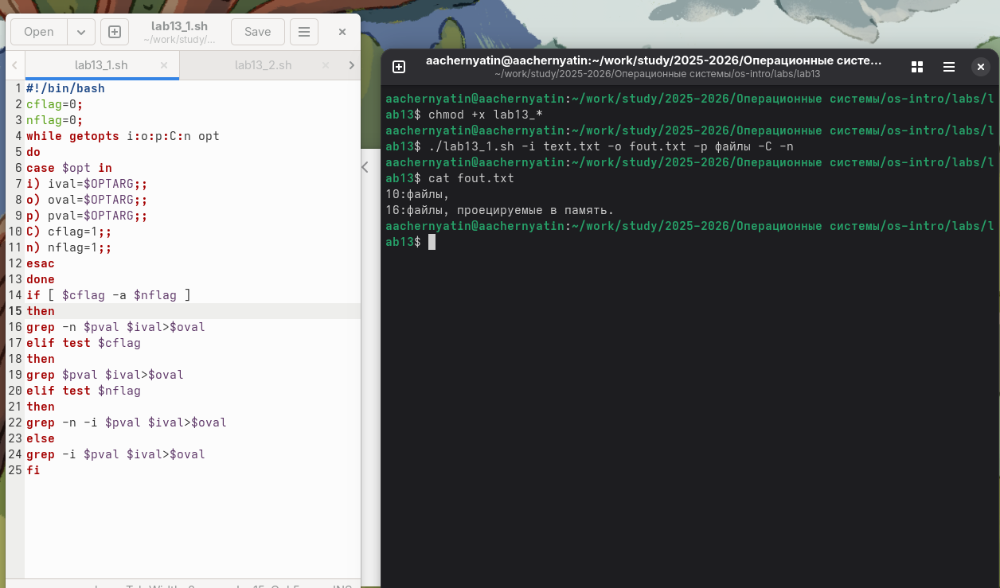 Open
lab13_1.sh
~/work/study/...
Save
lab13_1.sh
lab13_2.sh
1 #!/bin/bash
2 cflag=0;
3 nflag=0;
4 while getopts i:o:p:C:n opt
5 do
6 case $opt in
7 i) ival=$OPTARG;;
8 o) oval=$OPTARG;;
9 p) pval=$OPTARG;;
10 C) cflag=1;;
11 n) nflag=1;;
12 esac
13 done
14 if [ $cflag -a $nflag ]
15 then
16 grep -n $pval $ival>$oval
17 elif test $cflag
18 then
19 grep $pval $ival>$oval
20 elif test $nflag
21 then
22 grep -n -i $pval $ival>$oval
23 else
24 grep -i $pval $ival>$oval
25 fi
aachernyatin@aachernyatin:~/work/study/2025-2026/Операционные систе...
~/work/study/2025-2026/Операционные системы/os-intro/labs/lab13
aachernyatin@aachernyatin:~/work/study/2025-2026/Операционные системы/os-intro/labs/l
ab13$ chmod +x lab13_*
aachernyatin@aachernyatin:~/work/study/2025-2026/Операционные системы/os-intro/labs/l
ab13$ ./lab13_1.sh -i text.txt -o fout.txt -p файлы -C -n
aachernyatin@aachernyatin:~/work/study/2025-2026/Операционные системы/os-intro/labs/l
ab13$ cat fout.txt
10:файлы,
16:файлы, проецируемые в память.
aachernyatin@aachernyatin:~/work/study/2025-2026/Операционные системы/os-intro/labs/l
ab13$